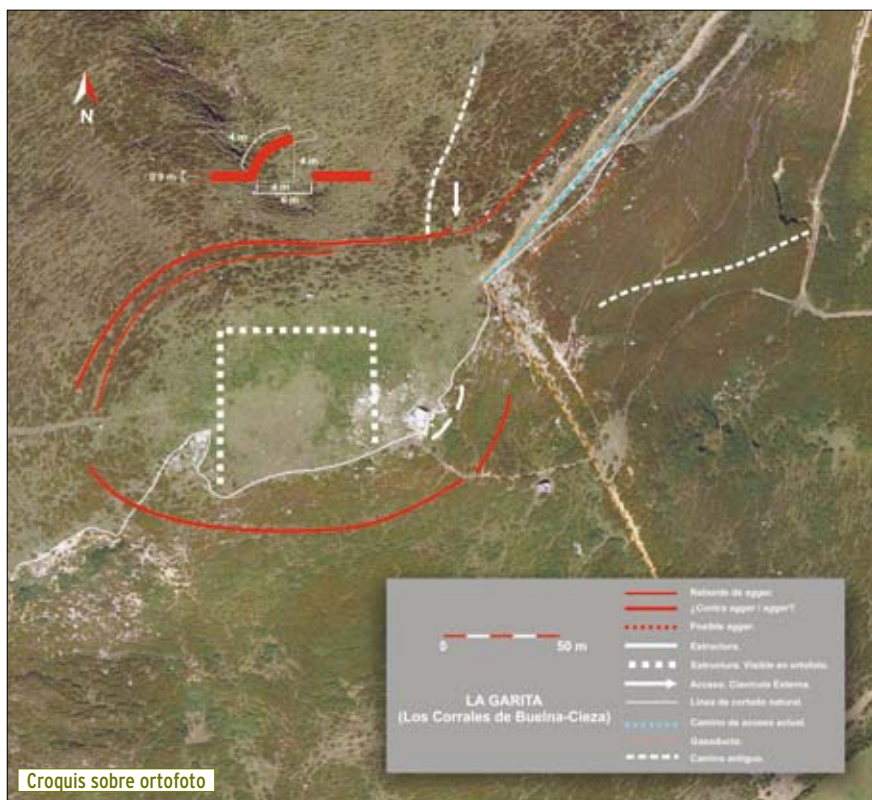 N
4 m
4 m
0.9 m
4 m
6 m
Reborde de agger.
¿Contra agger / agger?
Posible agger.
Estructura.
Estructura. Visible en ortofoto.
Acceso. Clavícula Externa.
Línea de cortado natural.
Camino de acceso actual.
Gasoducto.
Camino antiguo.
0 50 m
LA GARITA
(Los Corrales de Buelna-Cieza)
Croquis sobre ortofoto